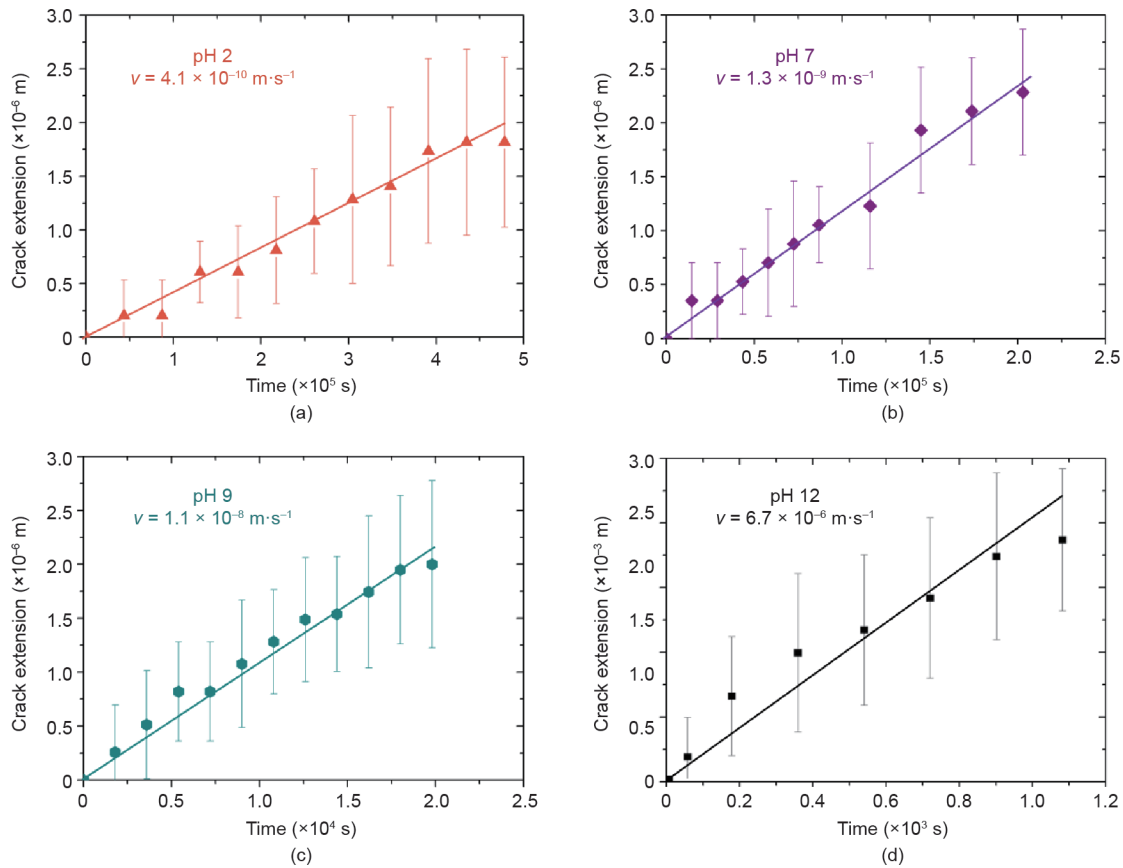 3.0
2.5
2.0
1.5
1.0
0.5
0
Crack extension (×10⁻⁶ m)
pH 2
v = 4.1 × 10⁻¹⁰ m·s⁻¹
0 1 2 3 4 5
Time (×10⁵ s)
(a)
3.0
2.5
2.0
1.5
1.0
0.5
0
Crack extension (×10⁻⁶ m)
pH 7
v = 1.3 × 10⁻⁹ m·s⁻¹
0 0.5 1.0 1.5 2.0 2.5
Time (×10⁵ s)
(b)
3.0
2.5
2.0
1.5
1.0
0.5
0
Crack extension (×10⁻⁶ m)
pH 9
v = 1.1 × 10⁻⁸ m·s⁻¹
0 0.5 1.0 1.5 2.0 2.5
Time (×10⁴ s)
(c)
3.0
2.5
2.0
1.5
1.0
0.5
0
Crack extension (×10⁻³ m)
pH 12
v = 6.7 × 10⁻⁶ m·s⁻¹
0 0.2 0.4 0.6 0.8 1.0 1.2
Time (×10³ s)
(d)